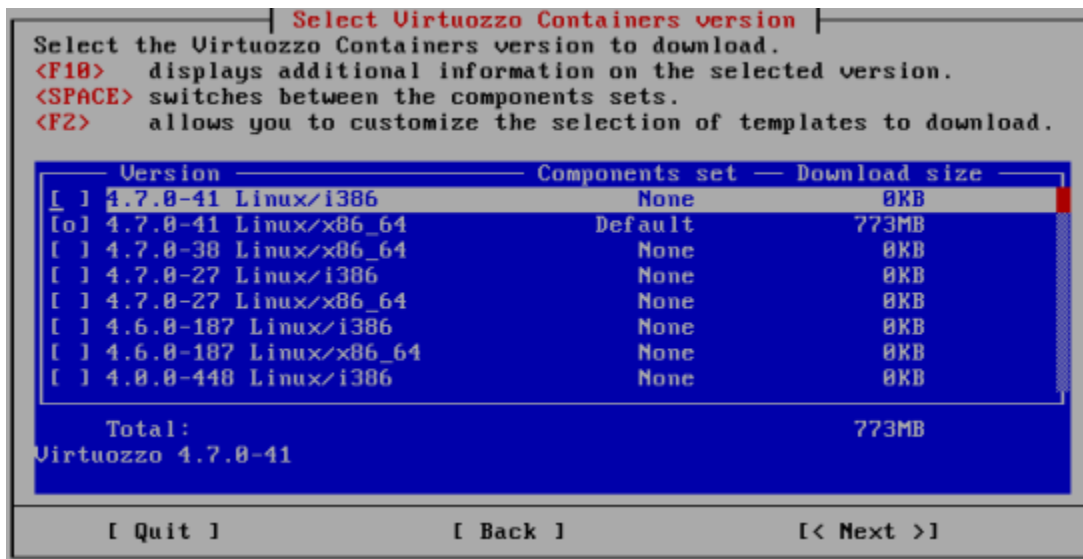 Select Virtuozzo Containers version
Select the Virtuozzo Containers version to download.
<F10> displays additional information on the selected version.
<SPACE> switches between the components sets.
<F2> allows you to customize the selection of templates to download.
Version Components set Download size
[ ] 4.7.0-41 Linux/i386 None 0KB
[o] 4.7.0-41 Linux/x86_64 Default 773MB
[ ] 4.7.0-38 Linux/x86_64 None 0KB
[ ] 4.7.0-27 Linux/i386 None 0KB
[ ] 4.7.0-27 Linux/x86_64 None 0KB
[ ] 4.6.0-187 Linux/i386 None 0KB
[ ] 4.6.0-187 Linux/x86_64 None 0KB
[ ] 4.0.0-448 Linux/i386 None 0KB
Total: 773MB
Virtuozzo 4.7.0-41
[ Quit ] [ Back ] [< Next >]